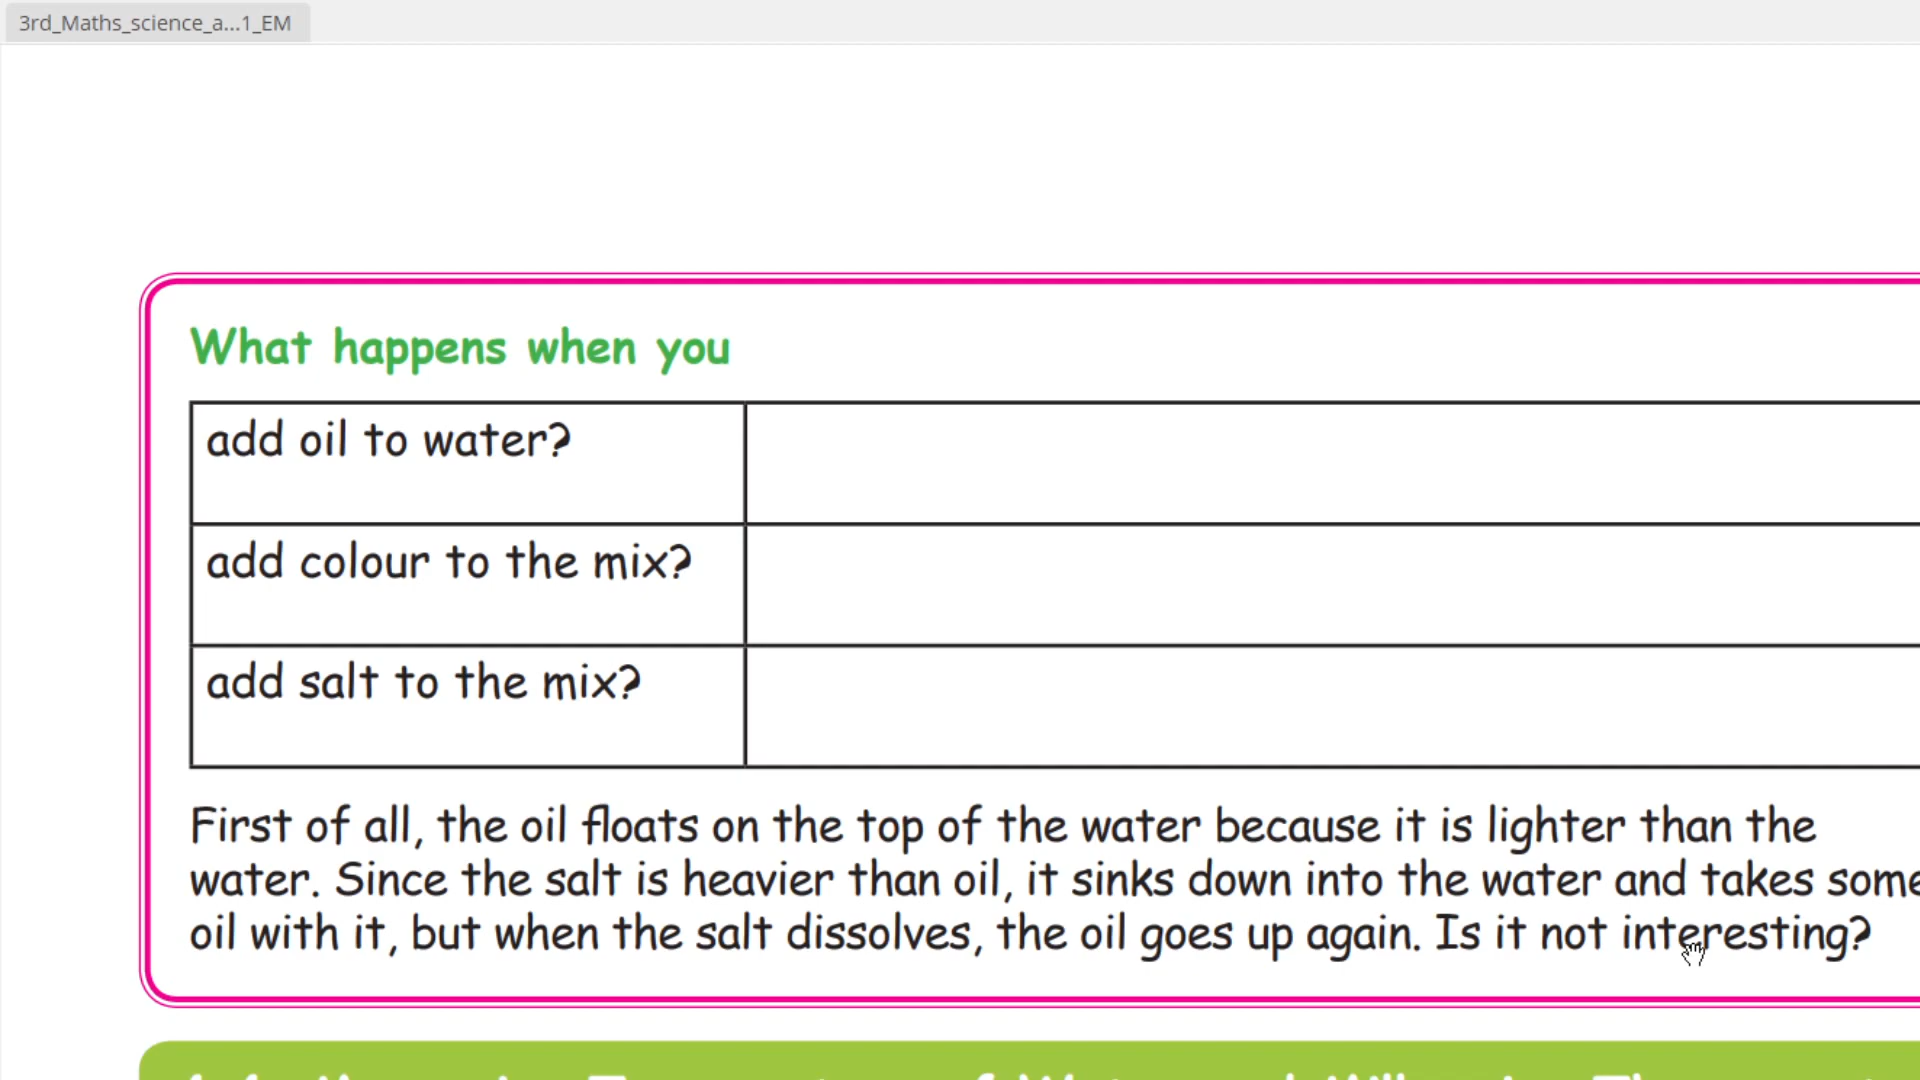 3rd_Maths_science_a...1_EM
What happens when you
add oil to water?
add colour to the mix?
add salt to the mix?
First of all, the oil floats on the top of the water because it is lighter than the
water. Since the salt is heavier than oil, it sinks down into the water and takes some
oil with it, but when the salt dissolves, the oil goes up again. Is it not interesting?